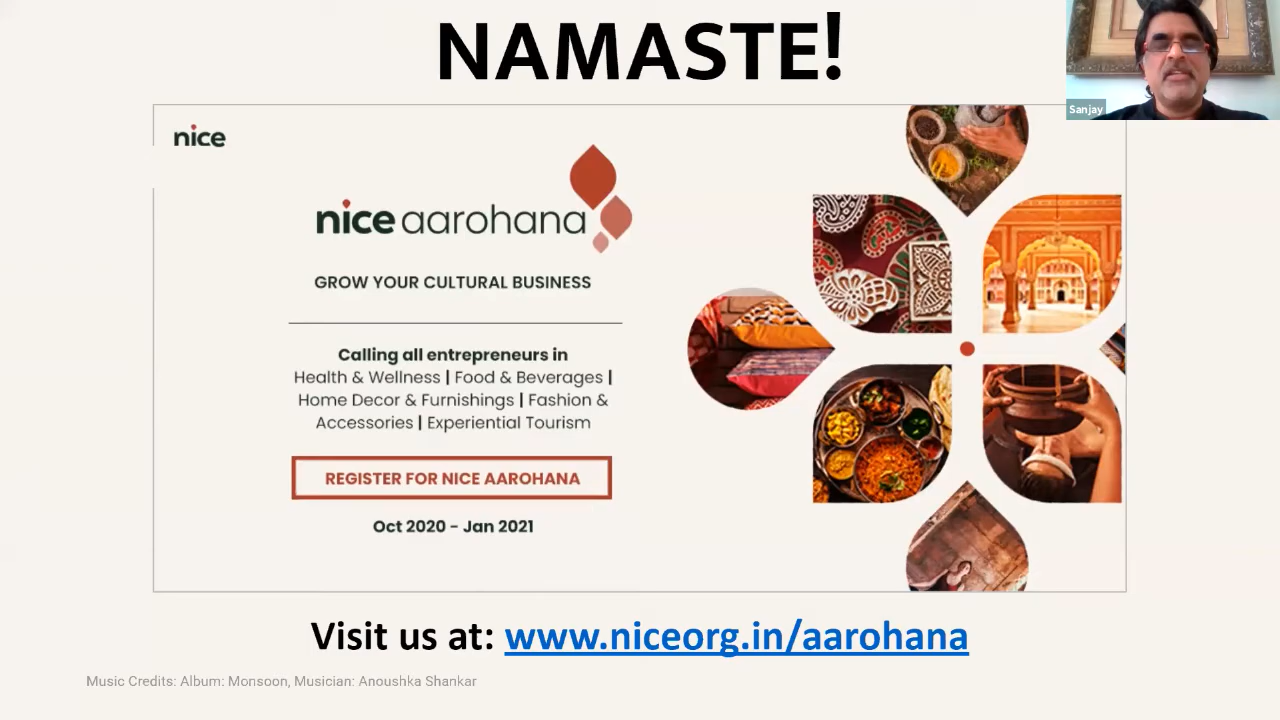 NAMASTE!
Sanjay
nice
nice aarohana
GROW YOUR CULTURAL BUSINESS
Calling all entrepreneurs in
Health & Wellness | Food & Beverages |
Home Decor & Furnishings | Fashion &
Accessories | Experiential Tourism
REGISTER FOR NICE AAROHANA
Oct 2020 - Jan 2021
Visit us at: www.niceorg.in/aarohana
Music Credits: Album: Monsoon, Musician: Anoushka Shankar